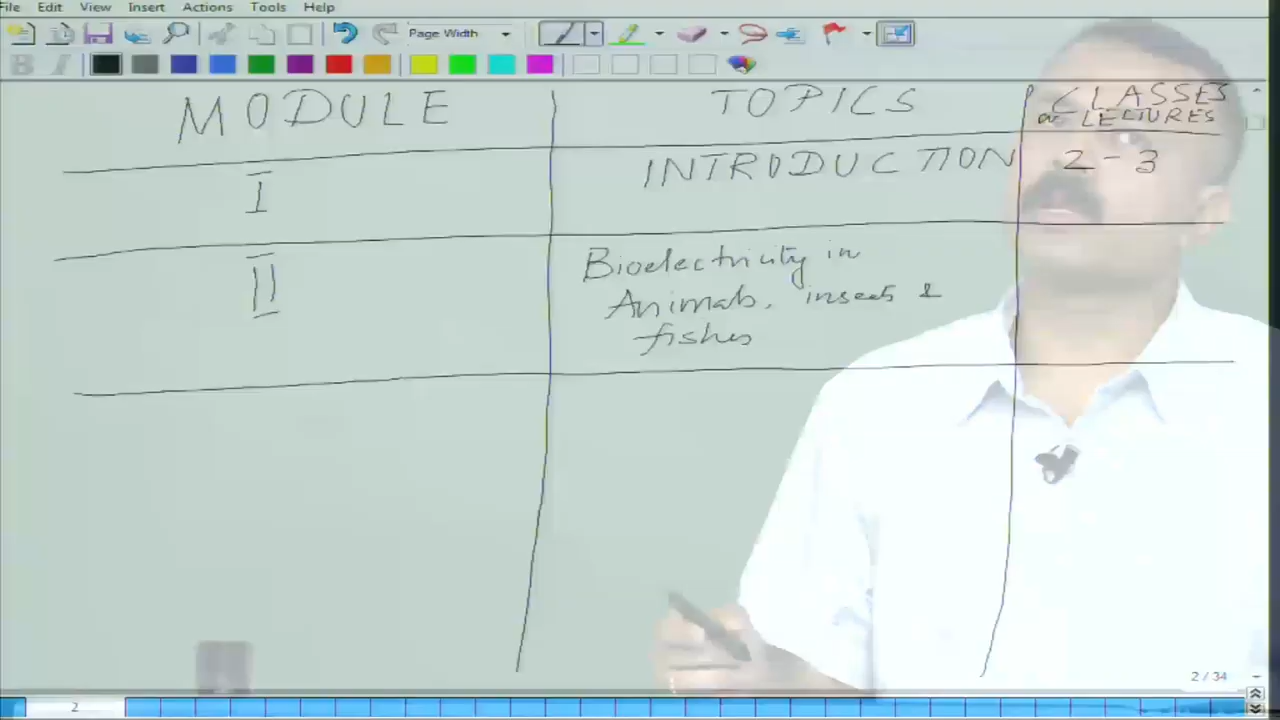 File Edit View Insert Actions Tools Help
Page Width
B I
MODULE TOPICS CLASSES
or LECTURES
I INTRODUCTION 2-3
II Bioelectricity in
Animals, insects &
fishes
2 / 34
2